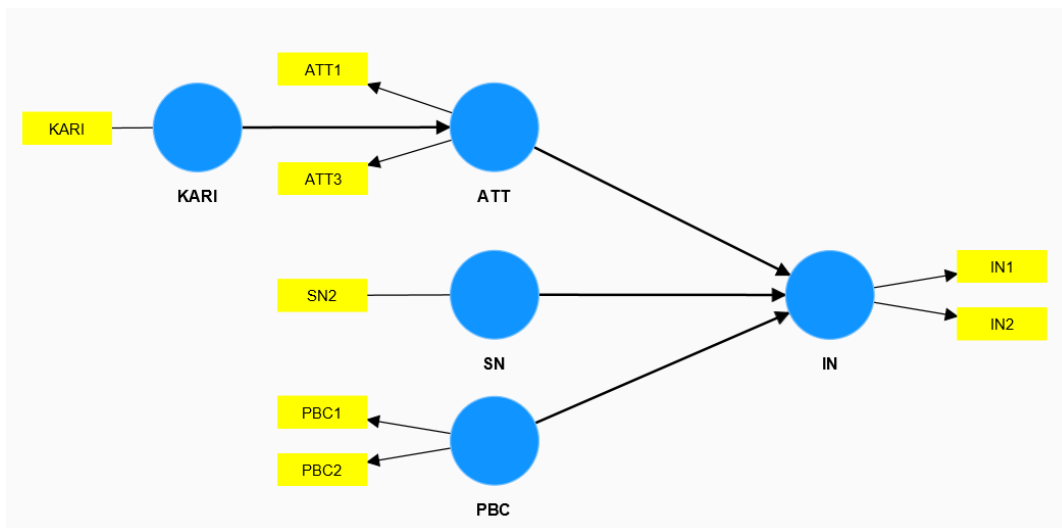 ATT1
KARI
ATT3
KARI
ATT
SN2
SN
IN1
IN2
IN
PBC1
PBC2
PBC